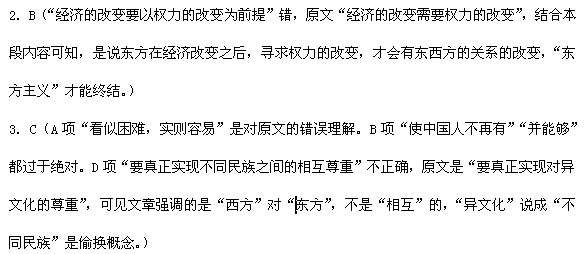 2. B(“经济的改变要以权力的改变为前提”错，原文“经济的改变需要权力的改变”，结合本
段内容可知，是说东方在经济改变之后，寻求权力的改变，才会有东西方的关系的改变，“东
方主义”才能终结。)
3. C（A项“看似困难，实则容易”是对原文的错误理解。B项“使中国人不再有”“并能够”
都过于绝对。D项“要真正实现不同民族之间的相互尊重”不正确，原文是“要真正实现对异
文化的尊重”，可见文章强调的是“西方”对“东方”，不是“相互”的，“异文化”说成“不
同民族”是偷换概念。)